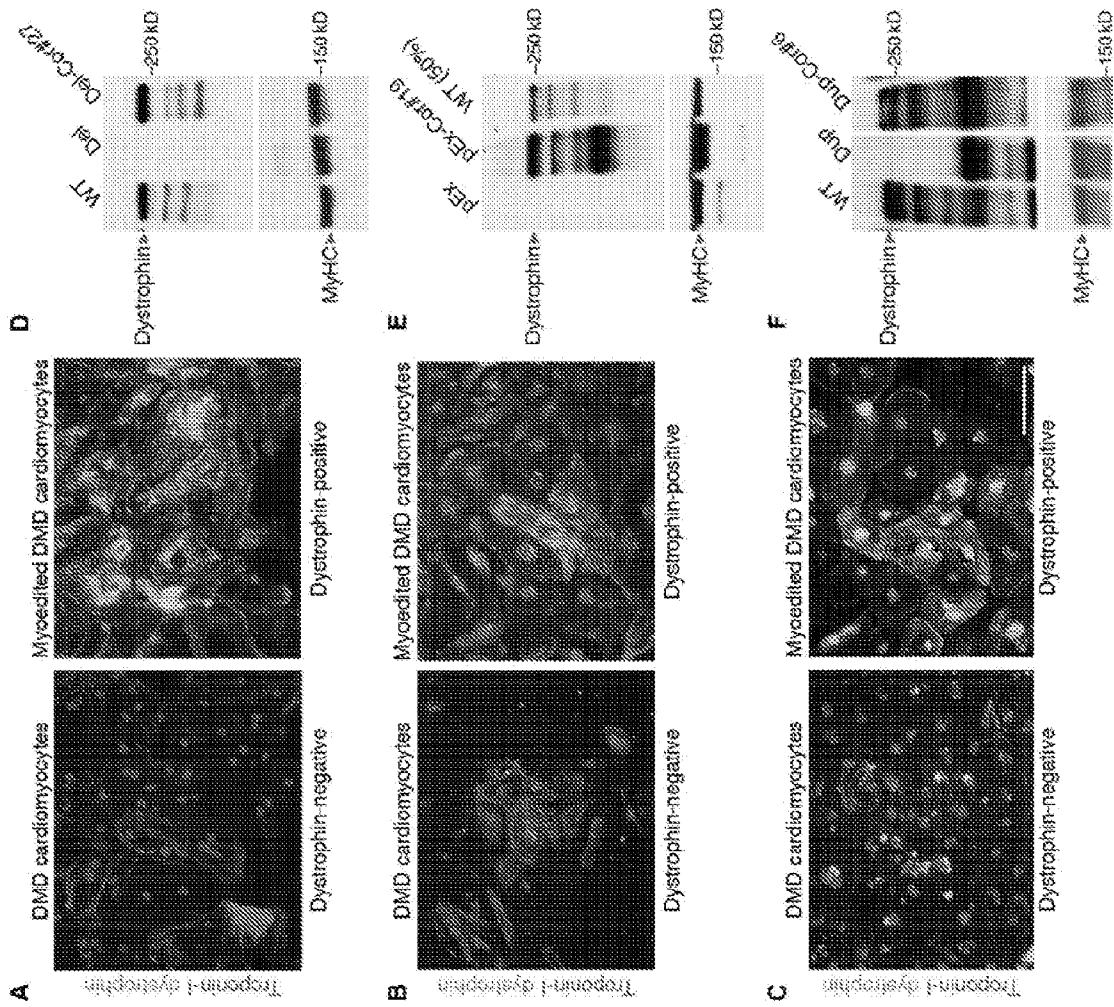 A
DMD cardiomyocytes
Myoedited DMD cardiomyocytes
Troponin-I dystrophin
Dystrophin-negative
Dystrophin-positive
B
DMD cardiomyocytes
Myoedited DMD cardiomyocytes
Troponin-I dystrophin
Dystrophin-negative
Dystrophin-positive
C
DMD cardiomyocytes
Myoedited DMD cardiomyocytes
Troponin-I dystrophin
Dystrophin-negative
Dystrophin-positive
D
WT
Del
Del-Cor#27
Dystrophin
~250 kD
MyHC
~150 kD
E
pEx
pEx-Cor#19
WT (50%)
Dystrophin
~250 kD
MyHC
~150 kD
F
WT
Dup
Dup-Cor#6
Dystrophin
~250 kD
MyHC
~150 kD